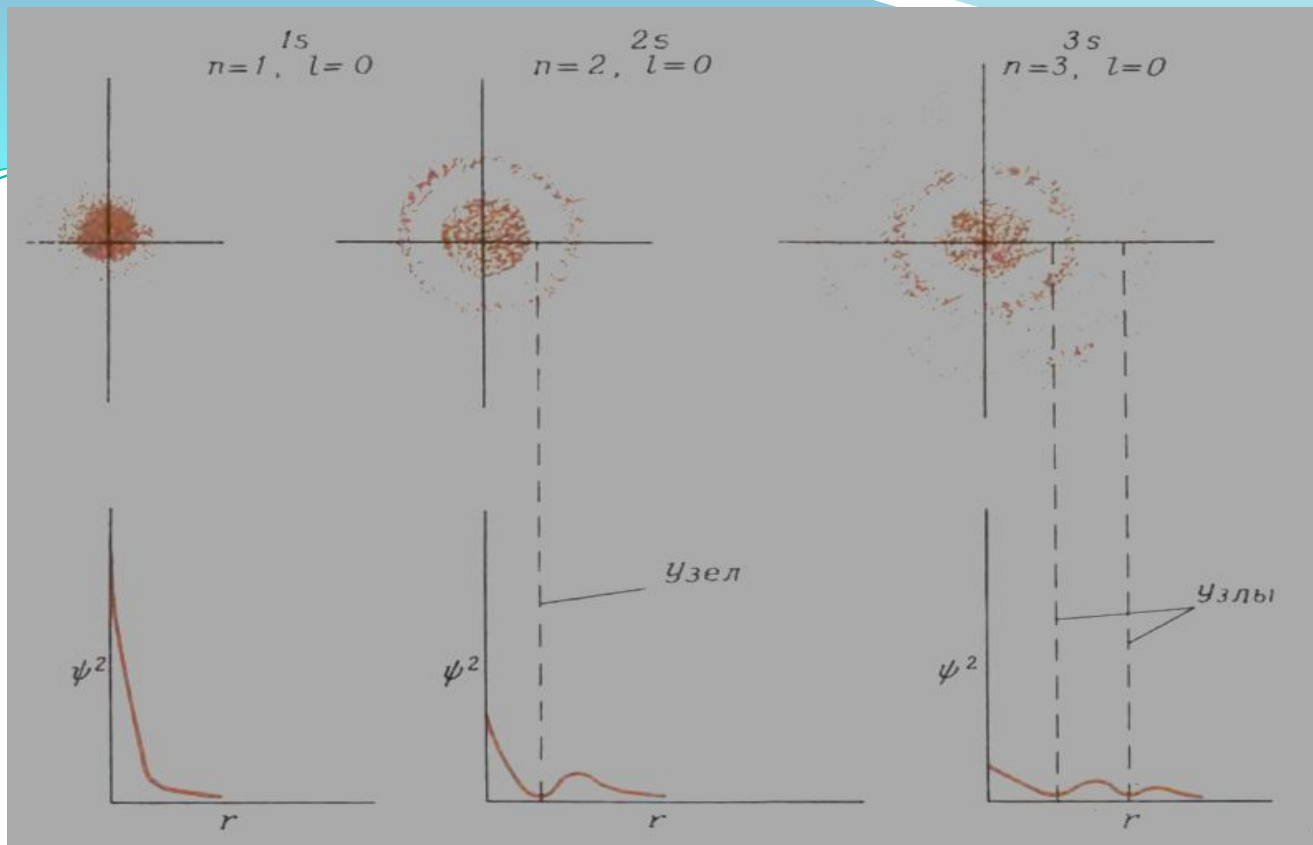 1s
n=1, l=0
2s
n=2, l=0
3s
n=3, l=0
Узел
Узлы
ψ²
ψ²
ψ²
r
r
r